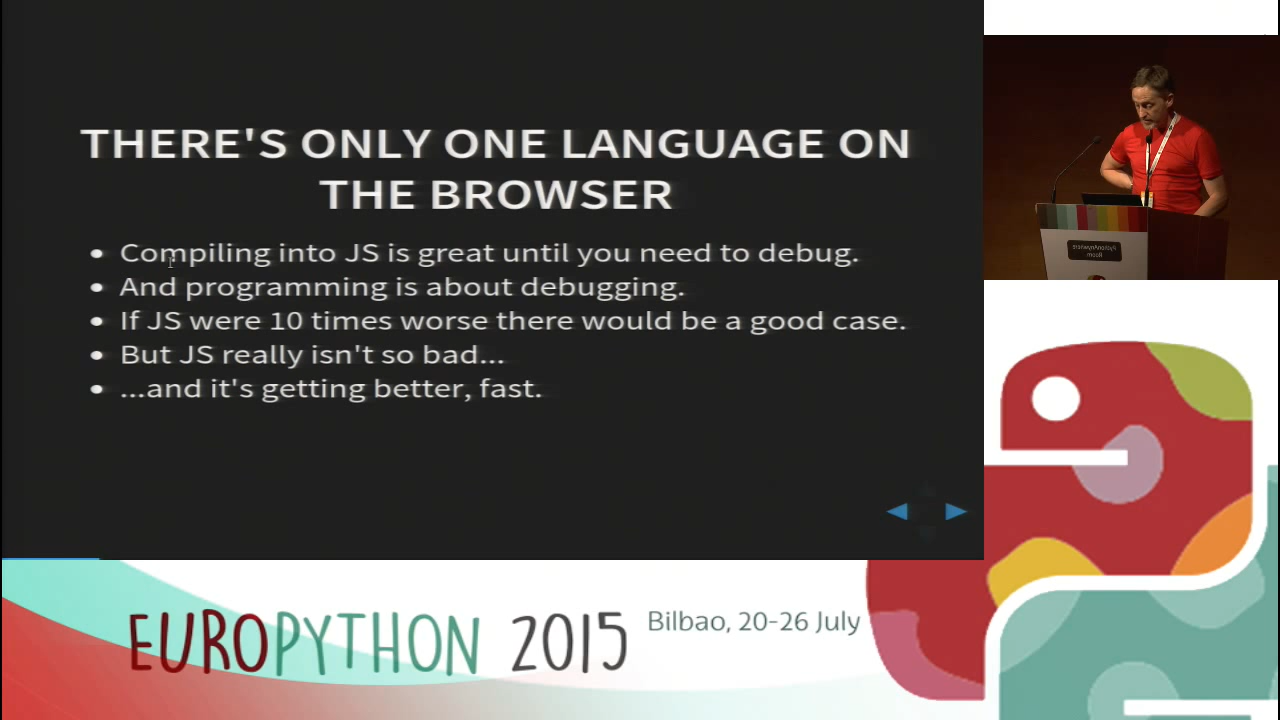 THERE'S ONLY ONE LANGUAGE ON
THE BROWSER
• Compiling into JS is great until you need to debug.
• And programming is about debugging.
• If JS were 10 times worse there would be a good case.
• But JS really isn't so bad...
• ...and it's getting better, fast.
EUROPYTHON 2015
Bilbao, 20-26 July